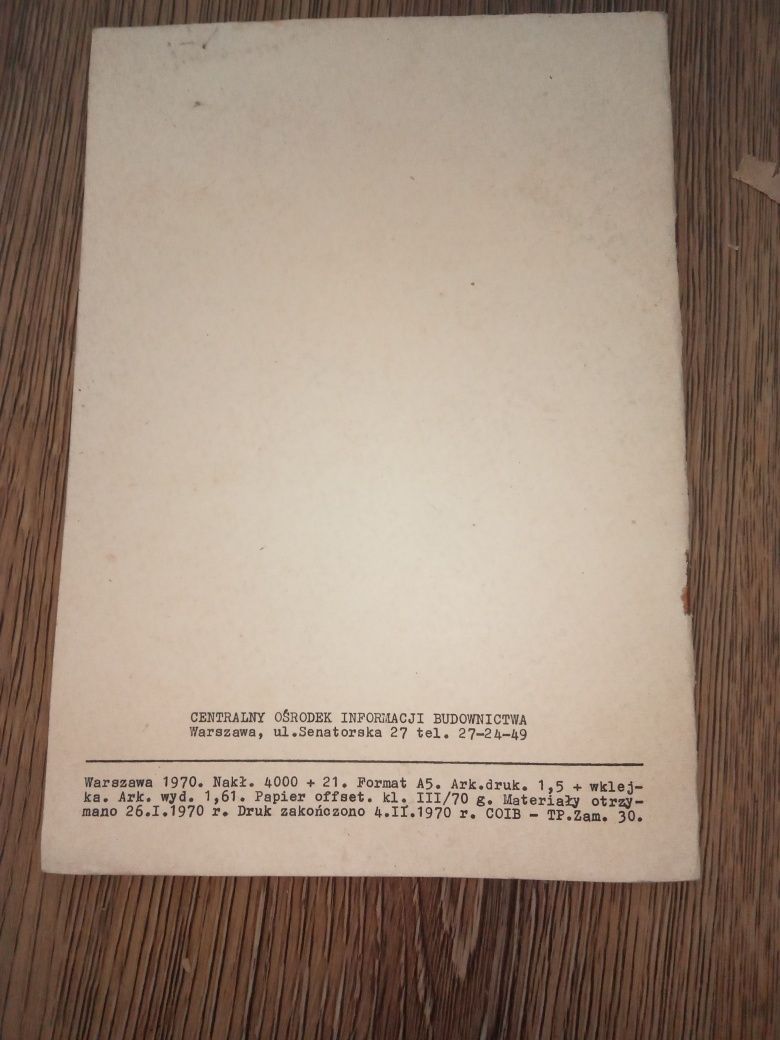 CENTRALNY OŚRODEK INFORMACJI BUDOWNICTWA
Warszawa, ul.Senatorska 27 tel. 27-24-49
Warszawa 1970. Nakł. 4000 + 21. Format A5. Ark.druk. 1,5 + wklej-
ka. Ark. wyd. 1,61. Papier offset. kl. III/70 g. Materiały otrzy-
mano 26.I.1970 r. Druk zakończono 4.II.1970 r. COIB - TP.Zam. 30.